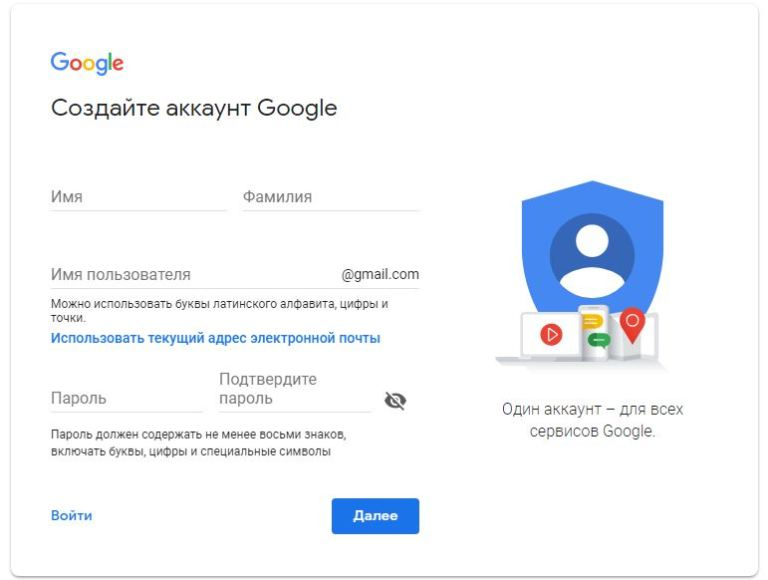 Google
Создайте аккаунт Google
Имя
Фамилия
Имя пользователя
@gmail.com
Можно использовать буквы латинского алфавита, цифры и
точки.
Использовать текущий адрес электронной почты
Пароль
Подтвердите
пароль
Пароль должен содержать не менее восьми знаков,
включать буквы, цифры и специальные символы
Войти
Далее
Один аккаунт – для всех
сервисов Google.